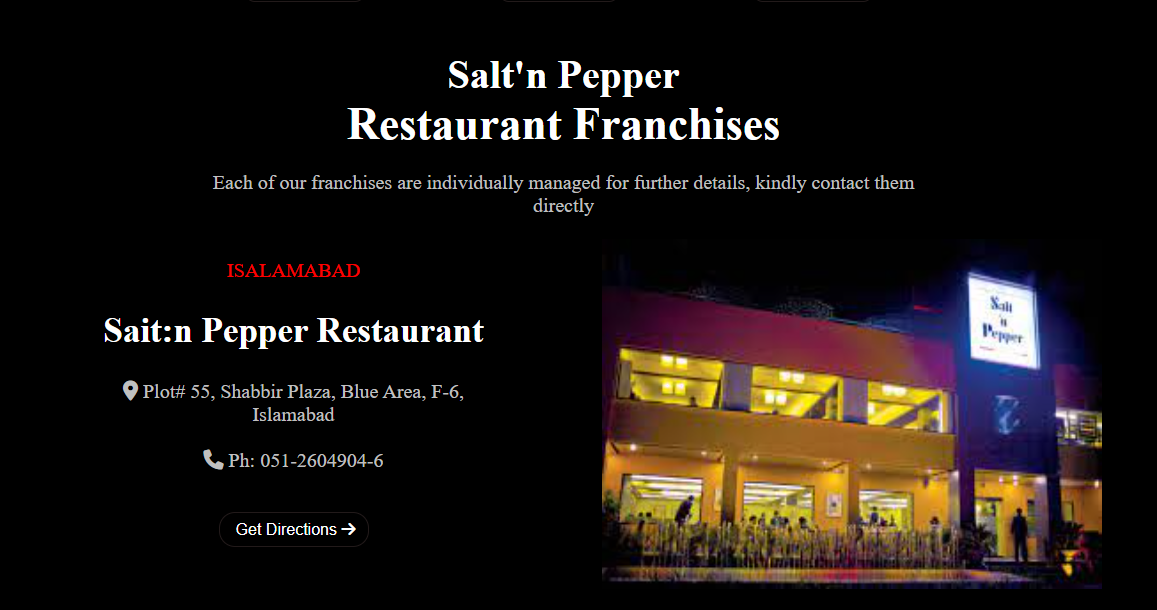 Salt'n Pepper
Restaurant Franchises
Each of our franchises are individually managed for further details, kindly contact them
directly
ISALAMABAD
Sait:n Pepper Restaurant
Plot# 55, Shabbir Plaza, Blue Area, F-6,
Islamabad
Ph: 051-2604904-6
Get Directions
Salt
'n
Pepper